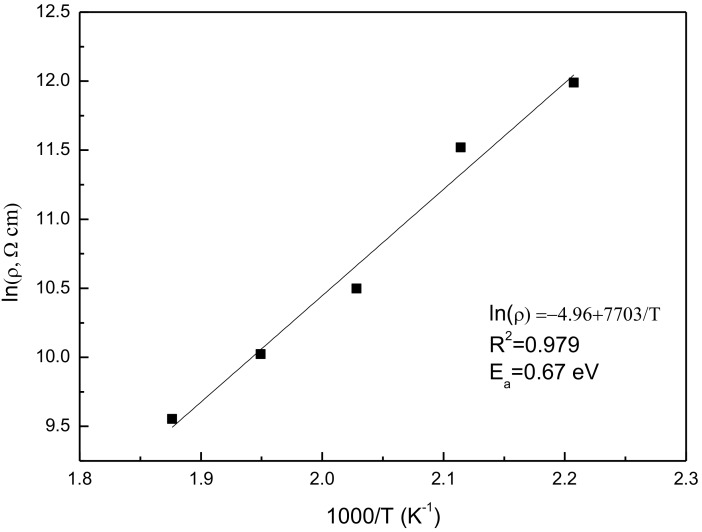 12.5
12.0
11.5
11.0
10.5
10.0
9.5
ln(ρ, Ω cm)
ln(ρ) =−4.96+7703/T
R²=0.979
Eₐ=0.67 eV
1.8 1.9 2.0 2.1 2.2 2.3
1000/T (K⁻¹)